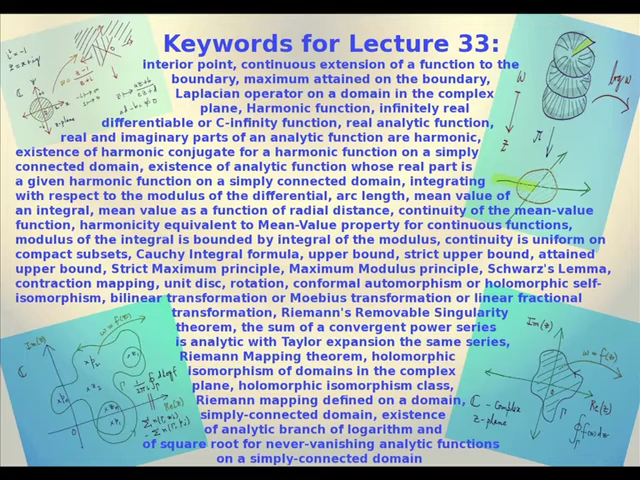 Keywords for Lecture 33:
interior point, continuous extension of a function to the
boundary, maximum attained on the boundary,
Laplacian operator on a domain in the complex
plane, Harmonic function, infinitely real
differentiable or C-infinity function, real analytic function,
real and imaginary parts of an analytic function are harmonic,
existence of harmonic conjugate for a harmonic function on a simply
connected domain, existence of analytic function whose real part is
a given harmonic function on a simply connected domain, integrating
with respect to the modulus of the differential, arc length, mean value of
an integral, mean value as a function of radial distance, continuity of the mean-value
function, harmonicity equivalent to Mean-Value property for continuous functions,
modulus of the integral is bounded by integral of the modulus, continuity is uniform on
compact subsets, Cauchy Integral formula, upper bound, strict upper bound, attained
upper bound, Strict Maximum principle, Maximum Modulus principle, Schwarz's Lemma,
contraction mapping, unit disc, rotation, conformal automorphism or holomorphic self-
isomorphism, bilinear transformation or Moebius transformation or linear fractional
transformation, Riemann's Removable Singularity
theorem, the sum of a convergent power series
is analytic with Taylor expansion the same series,
Riemann Mapping theorem, holomorphic
isomorphism of domains in the complex
plane, holomorphic isomorphism class,
Riemann mapping defined on a domain,
simply-connected domain, existence
of analytic branch of logarithm and
of square root for never-vanishing analytic functions
on a simply-connected domain
z-plane
log w
w
z
Im(z)
w = f(z)
C
Re(z)
0
Im(z)
w = f(z)
Re(z)
C - Complex
z-plane
∮ f(z)dz